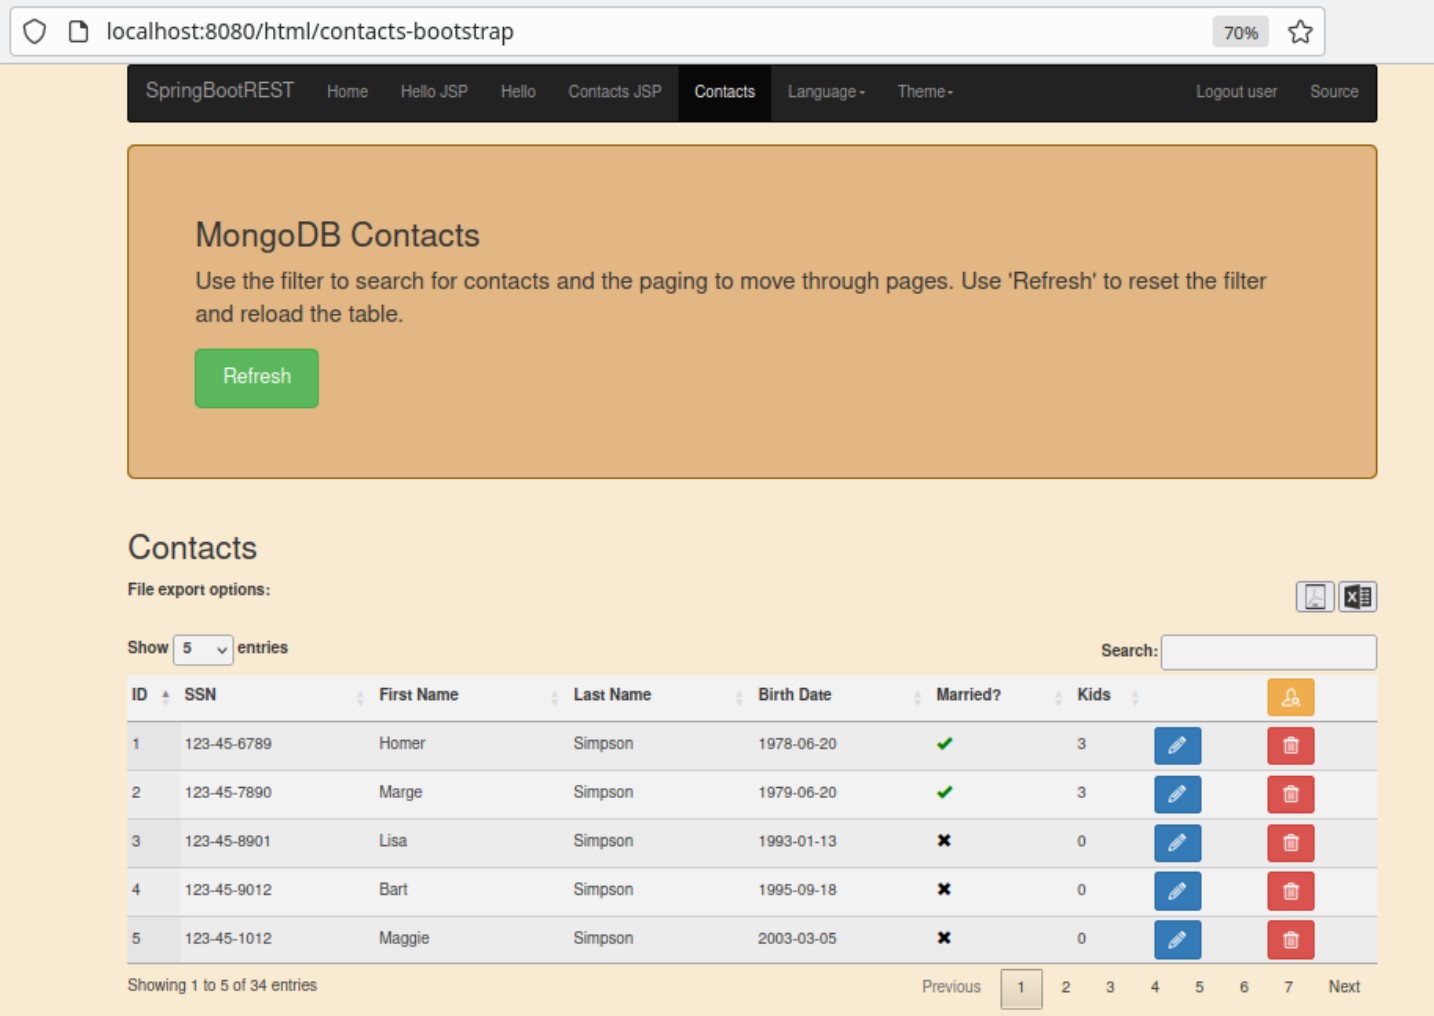 localhost:8080/html/contacts-bootstrap 70%
SpringBootREST Home Hello JSP Hello Contacts JSP Contacts Language Theme Logout user Source
MongoDB Contacts
Use the filter to search for contacts and the paging to move through pages. Use 'Refresh' to reset the filter
and reload the table.
Refresh
Contacts
File export options:
Show 5 entries Search:
ID SSN First Name Last Name Birth Date Married? Kids
1 123-45-6789 Homer Simpson 1978-06-20 ✔ 3
2 123-45-7890 Marge Simpson 1979-06-20 ✔ 3
3 123-45-8901 Lisa Simpson 1993-01-13 ✖ 0
4 123-45-9012 Bart Simpson 1995-09-18 ✖ 0
5 123-45-1012 Maggie Simpson 2003-03-05 ✖ 0
Showing 1 to 5 of 34 entries Previous 1 2 3 4 5 6 7 Next